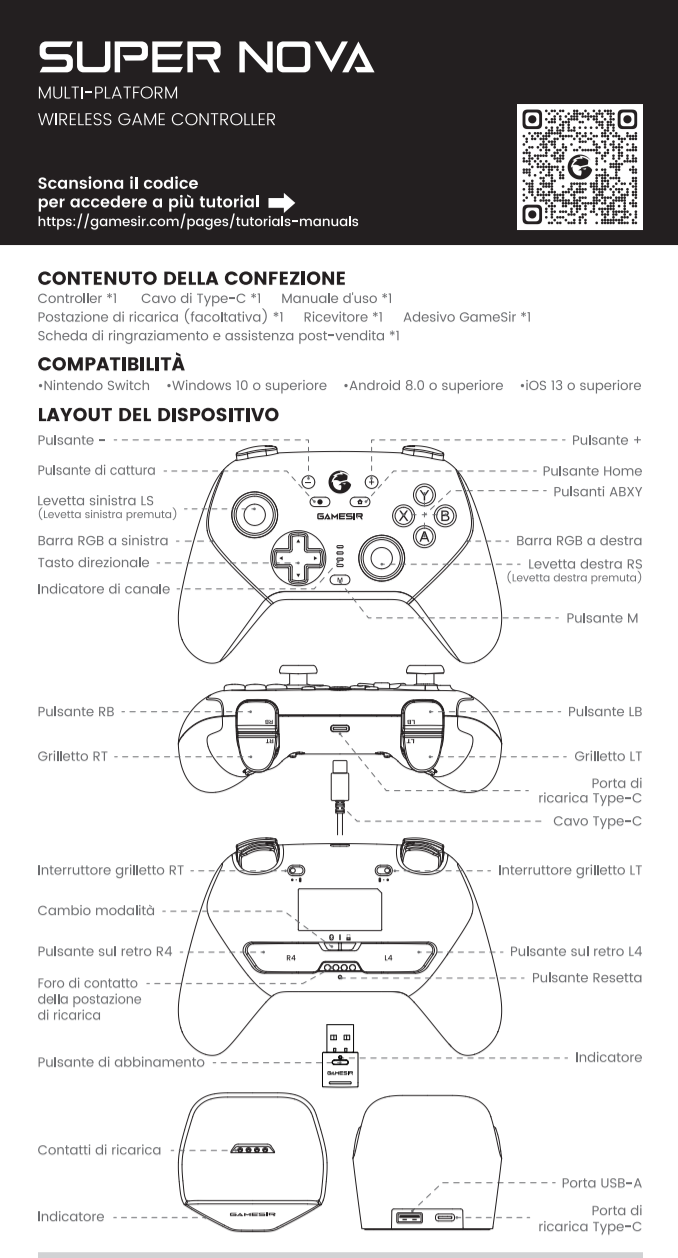 SUPER NOVA
MULTI-PLATFORM
WIRELESS GAME CONTROLLER
Scansiona il codice
per accedere a più tutorial
https://gamesir.com/pages/tutorials-manuals
CONTENUTO DELLA CONFEZIONE
Controller *1 Cavo di Type-C *1 Manuale d'uso *1
Postazione di ricarica (facoltativa) *1 Ricevitore *1 Adesivo GameSir *1
Scheda di ringraziamento e assistenza post-vendita *1
COMPATIBILITÀ
•Nintendo Switch •Windows 10 o superiore •Android 8.0 o superiore •iOS 13 o superiore
LAYOUT DEL DISPOSITIVO
Pulsante -
Pulsante +
Pulsante di cattura
Pulsante Home
Levetta sinistra LS
(Levetta sinistra premuta)
Pulsanti ABXY
Barra RGB a sinistra
Barra RGB a destra
Tasto direzionale
Levetta destra RS
(Levetta destra premuta)
Indicatore di canale
Pulsante M
GAMESIR
Y
X
B
A
M
Pulsante RB
Pulsante LB
RB
LB
RT
LT
Grilletto RT
Grilletto LT
Porta di
ricarica Type-C
Cavo Type-C
Interruttore grilletto RT
Interruttore grilletto LT
Cambio modalità
Pulsante sul retro R4
R4
L4
Pulsante sul retro L4
Foro di contatto
della postazione
di ricarica
Pulsante Resetta
Pulsante di abbinamento
Indicatore
GAMESIR
Contatti di ricarica
Porta USB-A
Indicatore
GAMESIR
Porta di
ricarica Type-C